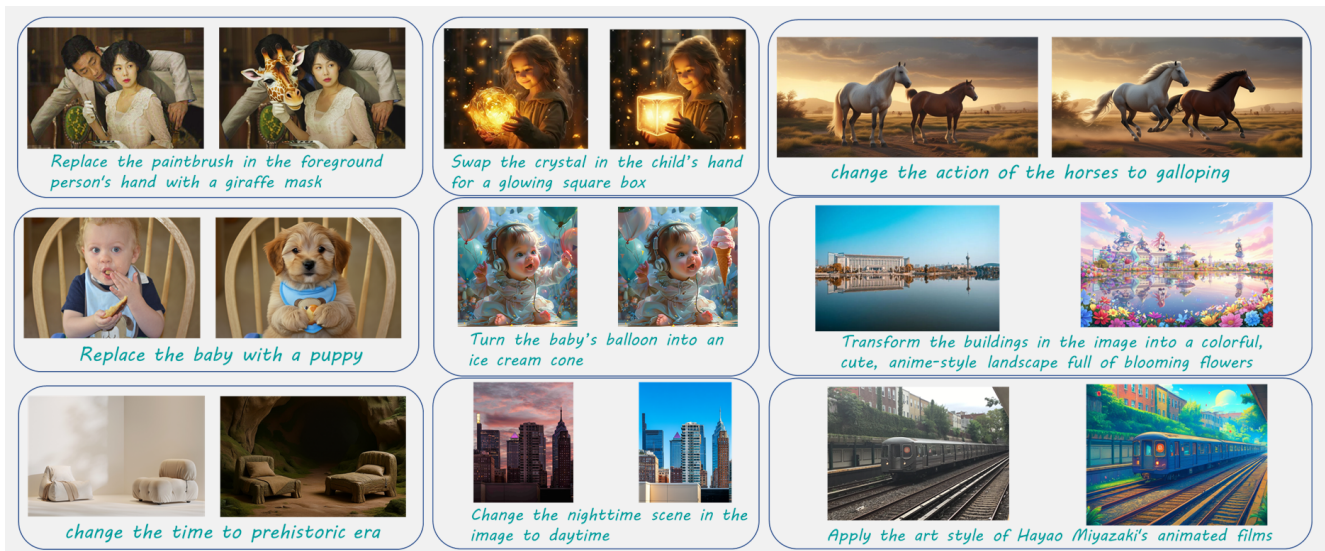 Replace the paintbrush in the foreground
person's hand with a giraffe mask
Swap the crystal in the child's hand
for a glowing square box
change the action of the horses to galloping
Replace the baby with a puppy
Turn the baby's balloon into an
ice cream cone
Transform the buildings in the image into a colorful,
cute, anime-style landscape full of blooming flowers
change the time to prehistoric era
Change the nighttime scene in the
image to daytime
Apply the art style of Hayao Miyazaki's animated films